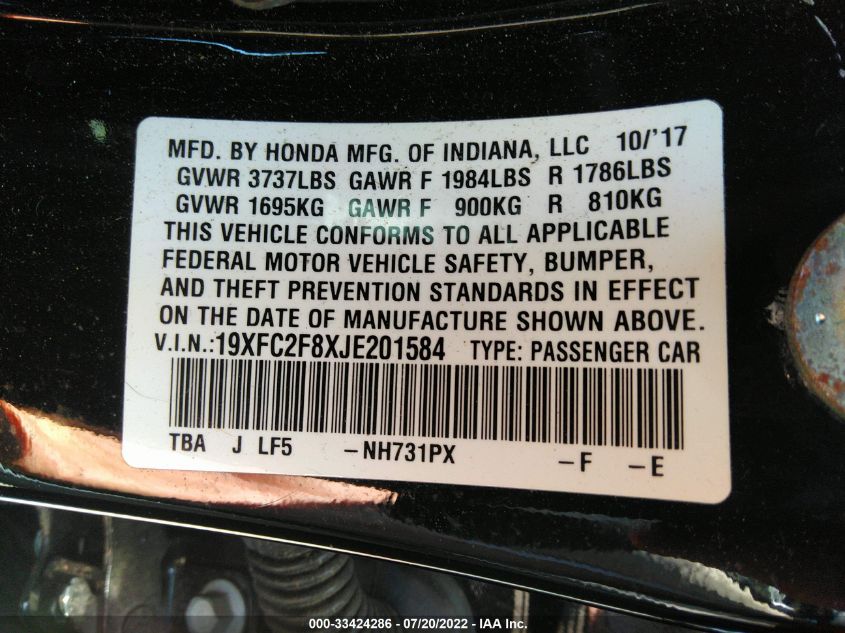 MFD. BY HONDA MFG. OF INDIANA, LLC 10/'17
GVWR 3737LBS GAWR F 1984LBS R 1786LBS
GVWR 1695KG GAWR F 900KG R 810KG
THIS VEHICLE CONFORMS TO ALL APPLICABLE
FEDERAL MOTOR VEHICLE SAFETY, BUMPER,
AND THEFT PREVENTION STANDARDS IN EFFECT
ON THE DATE OF MANUFACTURE SHOWN ABOVE.
V.I.N.:19XFC2F8XJE201584 TYPE: PASSENGER CAR
TBA J LF5 -NH731PX -F -E
000-33424286 - 07/20/2022 - IAA Inc.